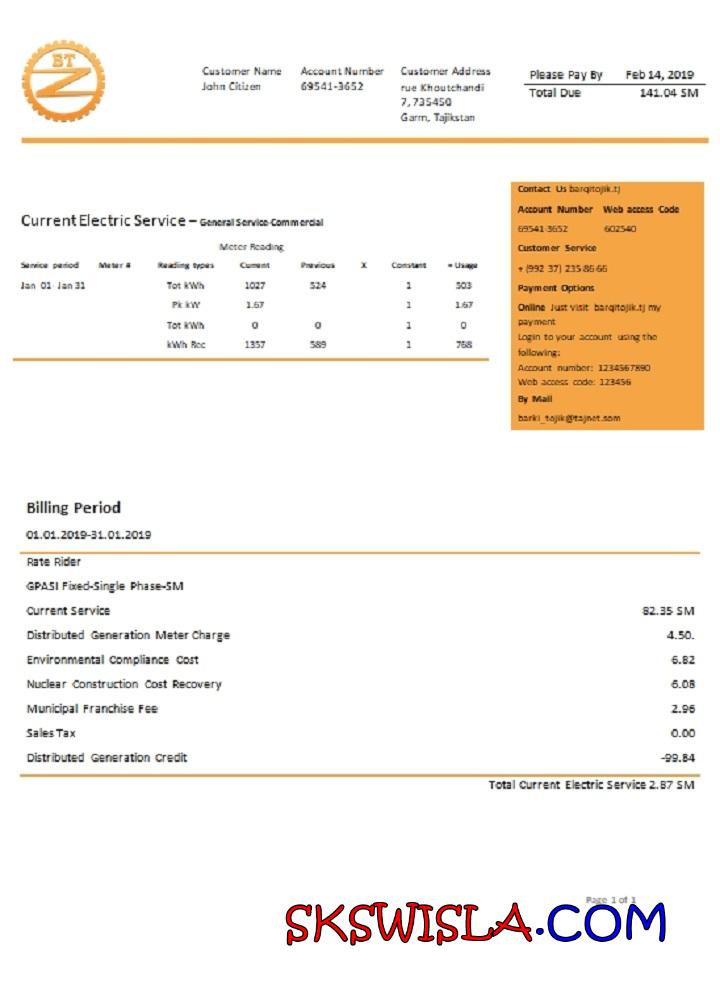 BT
Customer Name Account Number Customer Address
John Citizen 69541-3652 rue Khoutchandi
7, 735450
Garm, Tajikstan
Please Pay By Feb 14, 2019
Total Due 141.04 SM
Contact Us barqitojik.tj
Account Number Web access Code
69541-3652 602540
Customer Service
+ (992 37) 235-86-66
Payment Options
Online Just visit barqitojik.tj my
payment
Login to your account using the
following:
Account number: 1234567890
Web access code: 123456
By Mail
barki_tojik@tajnet.som
Current Electric Service – General Service-Commercial
Meter Reading
Service period Meter # Reading types Current Previous X Constant = Usage
Jan 01- Jan 31 Tot kWh 1027 524 1 503
Pk kW 1.67 1 1.67
Tot kWh 0 0 1 0
kWh Rec 1357 589 1 768
Billing Period
01.01.2019-31.01.2019
Rate Rider
GPASI Fixed-Single Phase-SM
Current Service 82.35 SM
Distributed Generation Meter Charge 4.50.
Environmental Compliance Cost 6.82
Nuclear Construction Cost Recovery 6.08
Municipal Franchise Fee 2.96
Sales Tax 0.00
Distributed Generation Credit -99.84
Total Current Electric Service 2.87 SM
Page 1 of 1
SKSWISLA.COM